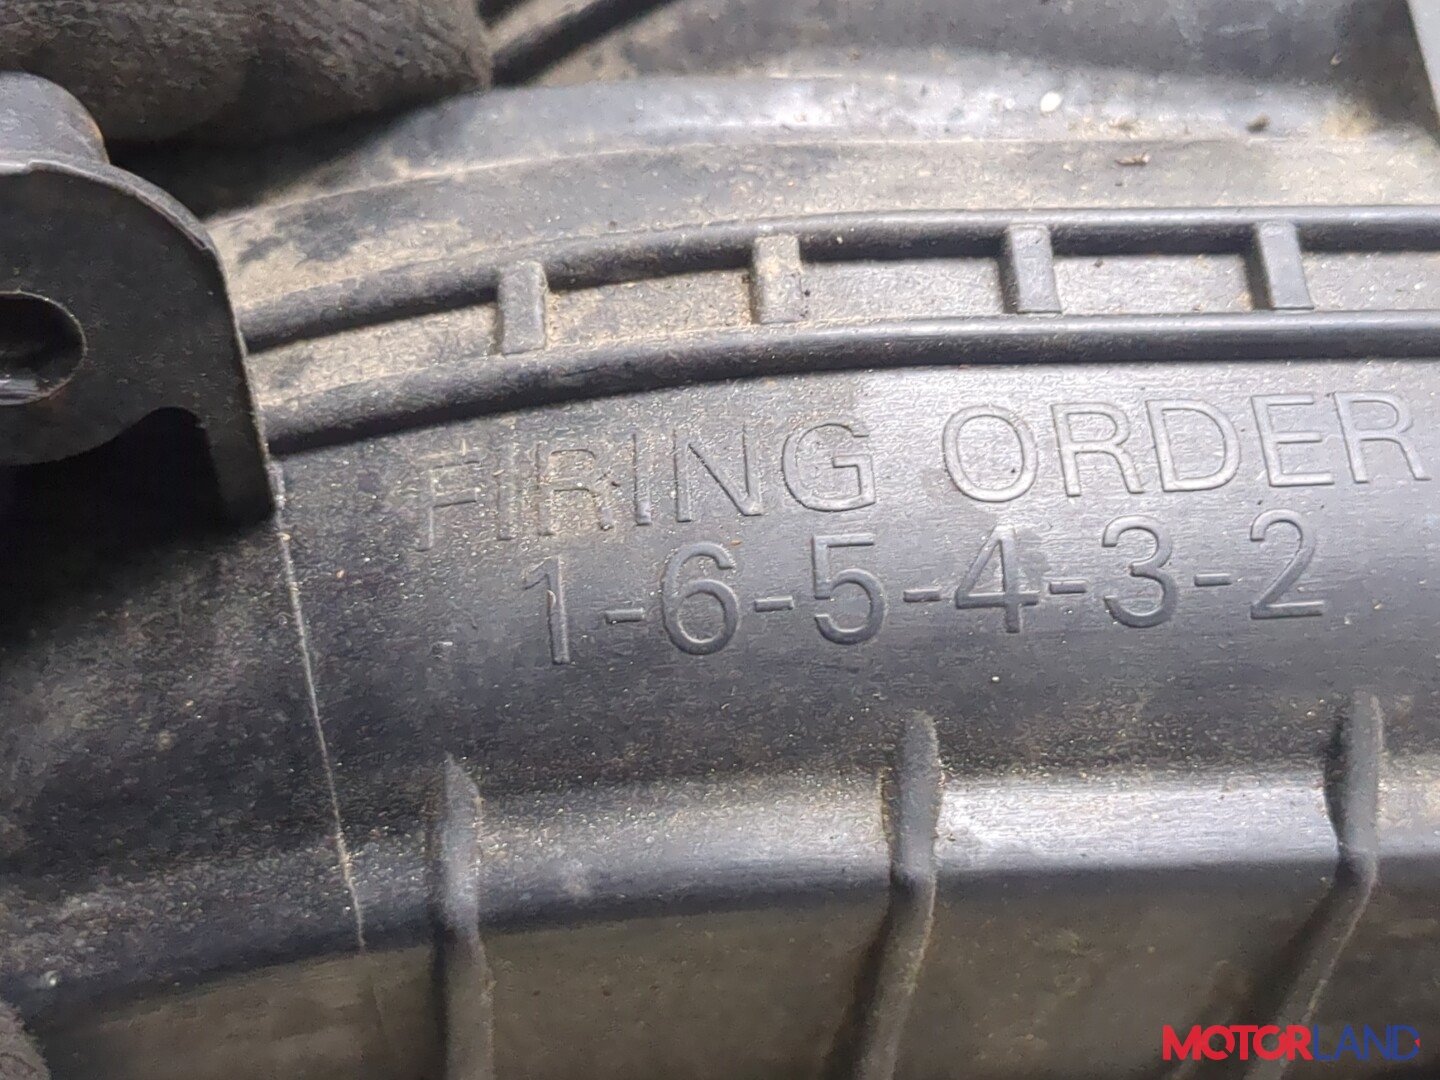 FIRING ORDER
1-6-5-4-3-2
MOTORLAND